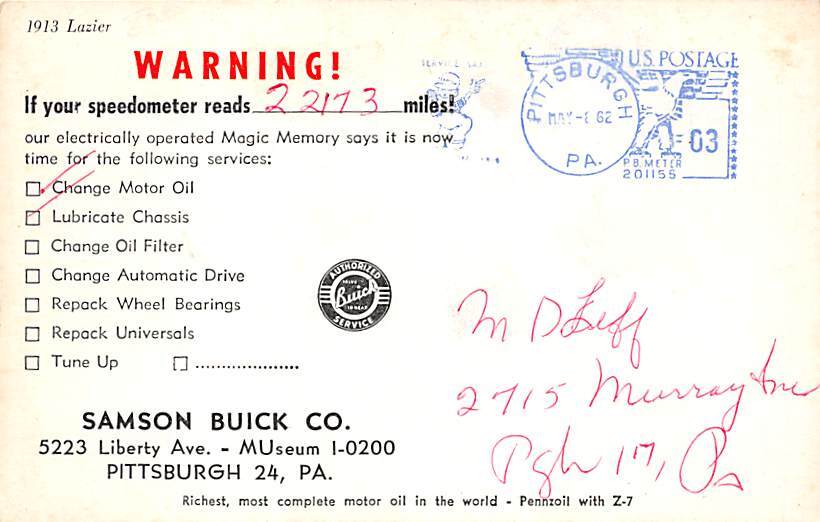 1913 Lazier
WARNING!
If your speedometer reads 22173 miles!
our electrically operated Magic Memory says it is now
time for the following services:
☐ Change Motor Oil
☐ Lubricate Chassis
☐ Change Oil Filter
☐ Change Automatic Drive
☐ Repack Wheel Bearings
☐ Repack Universals
☐ Tune Up ☐ ....................
AUTHORIZED
Buick
SERVICE
SAMSON BUICK CO.
5223 Liberty Ave. - MUseum 1-0200
PITTSBURGH 24, PA.
Richest, most complete motor oil in the world - Pennzoil with Z-7
PITTSBURGH
MAY-8 62
PA.
U.S. POSTAGE
03
P.B. METER
201155
M D
2715 Murray Ave
Pgh 17, Pa